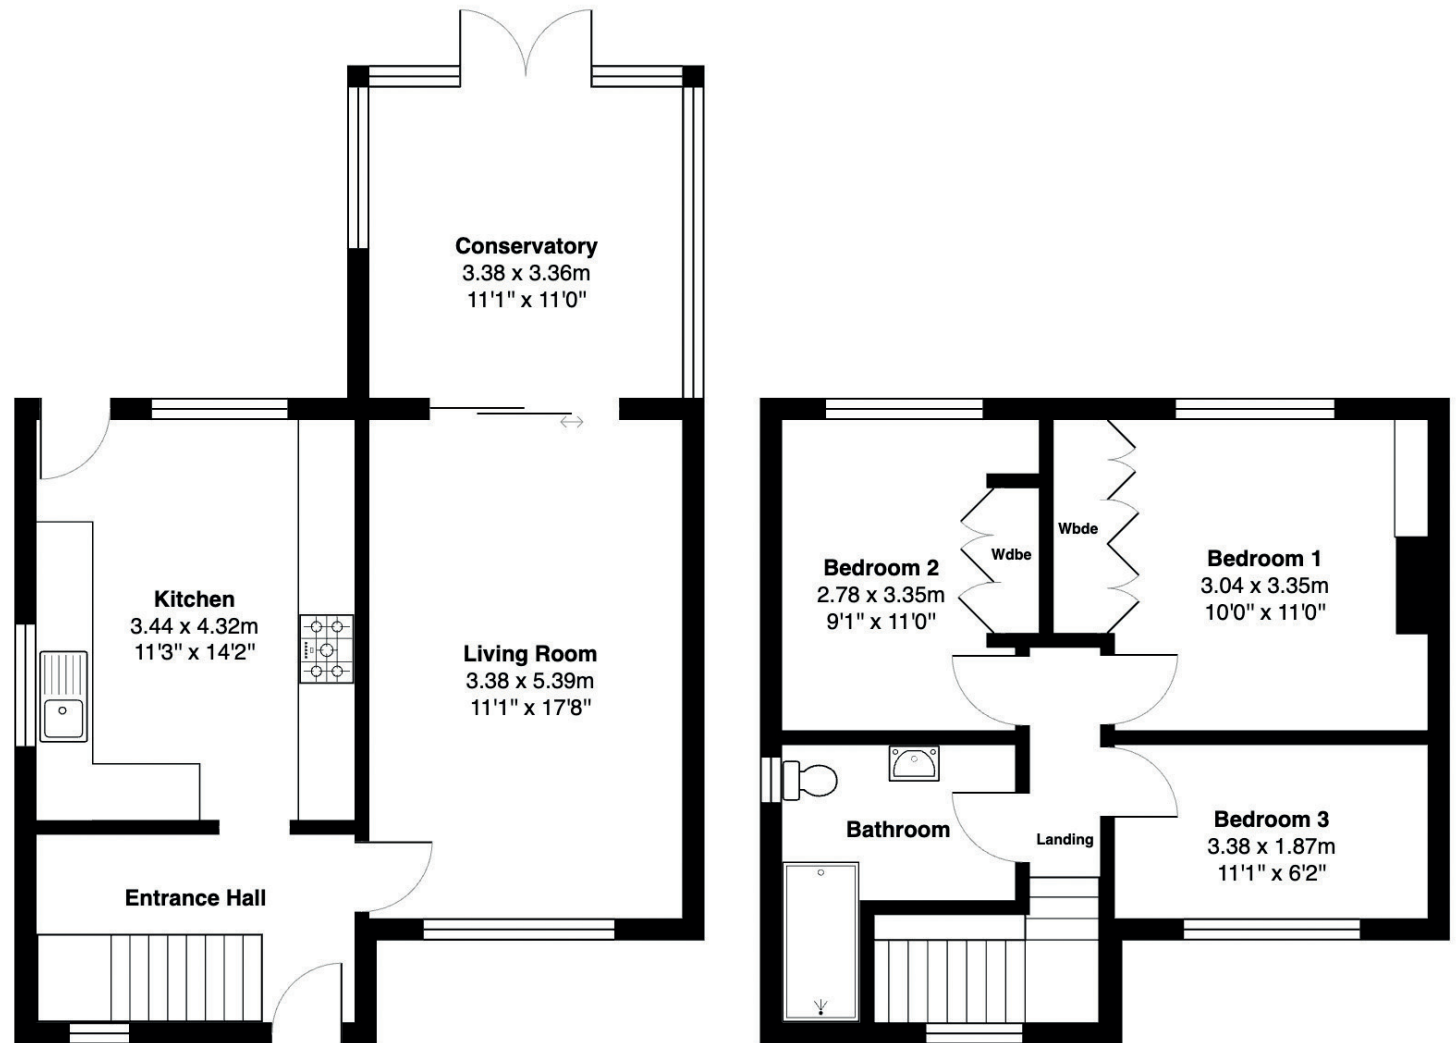 Conservatory
3.38 x 3.36m
11'1" x 11'0"
Kitchen
3.44 x 4.32m
11'3" x 14'2"
Living Room
3.38 x 5.39m
11'1" x 17'8"
Entrance Hall
Bedroom 2
2.78 x 3.35m
9'1" x 11'0"
Wdbe
Wbde
Bedroom 1
3.04 x 3.35m
10'0" x 11'0"
Bathroom
Landing
Bedroom 3
3.38 x 1.87m
11'1" x 6'2"